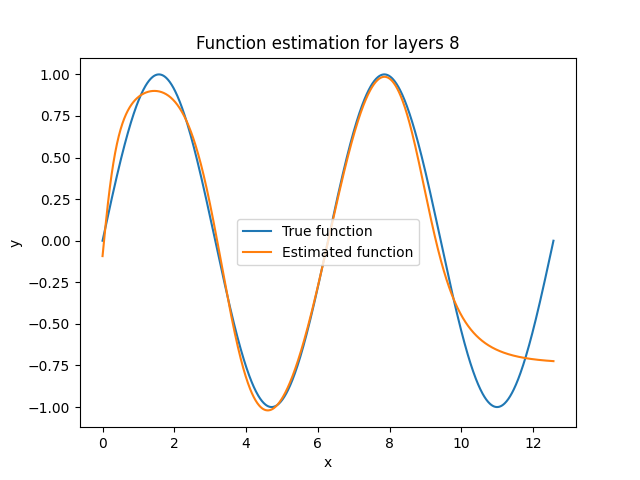 Function estimation for layers 8
1.00
0.75
0.50
0.25
0.00
−0.25
−0.50
−0.75
−1.00
y
True function
Estimated function
0 2 4 6 8 10 12
x